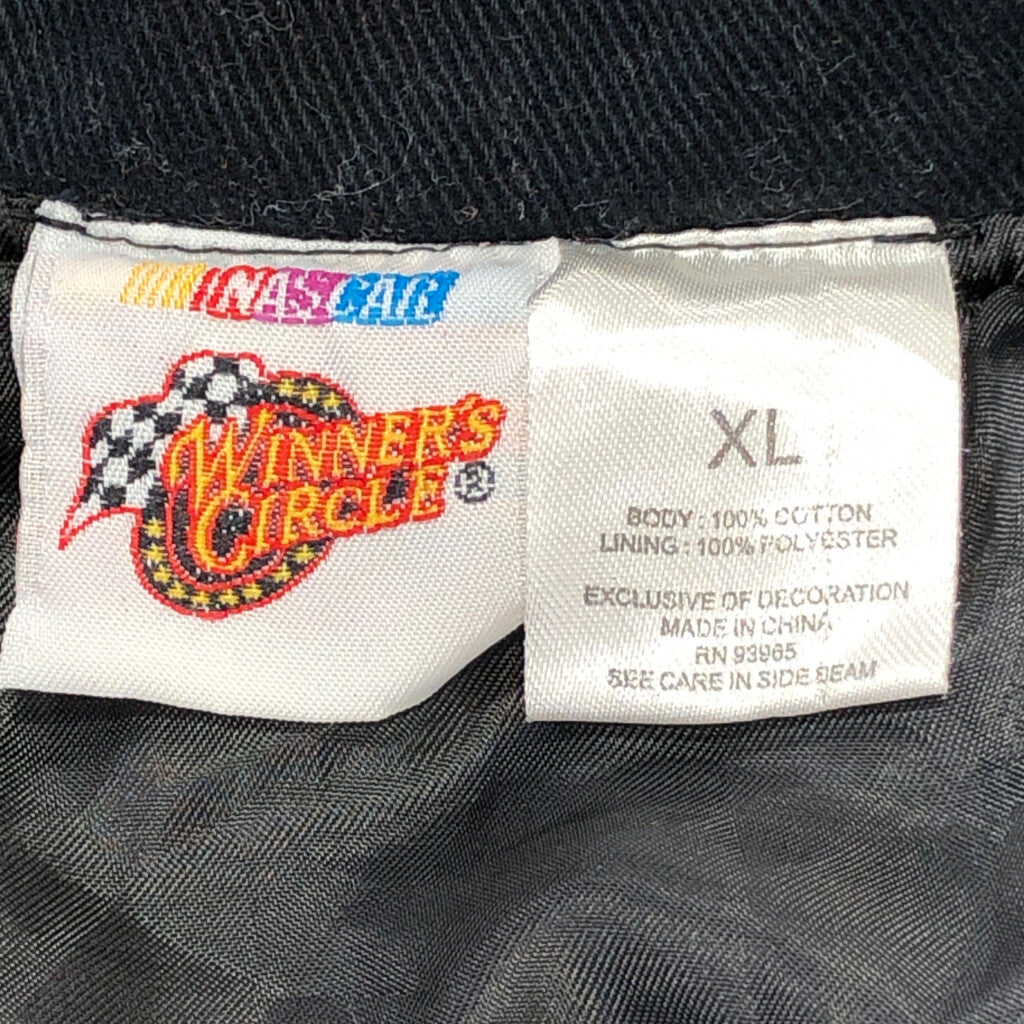 NASCAR
WINNER'S
CIRCLE ®
XL
BODY : 100% COTTON
LINING : 100% POLYESTER
EXCLUSIVE OF DECORATION
MADE IN CHINA
RN 93965
SEE CARE IN SIDE SEAM